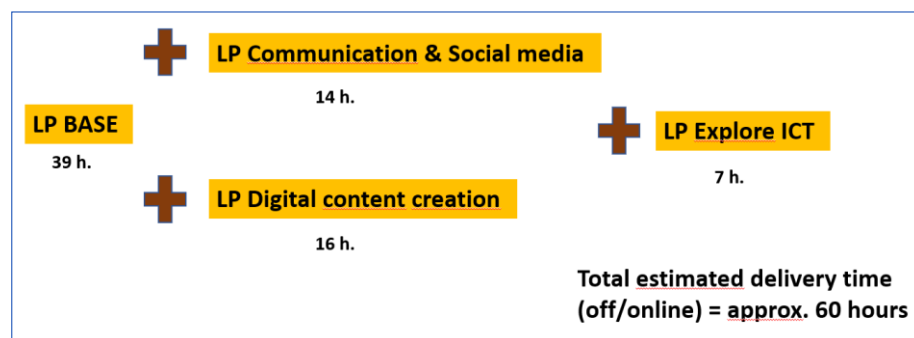 LP Communication & Social media
14 h.
LP BASE
39 h.
LP Explore ICT
7 h.
LP Digital content creation
16 h.
Total estimated delivery time
(off/online) = approx. 60 hours